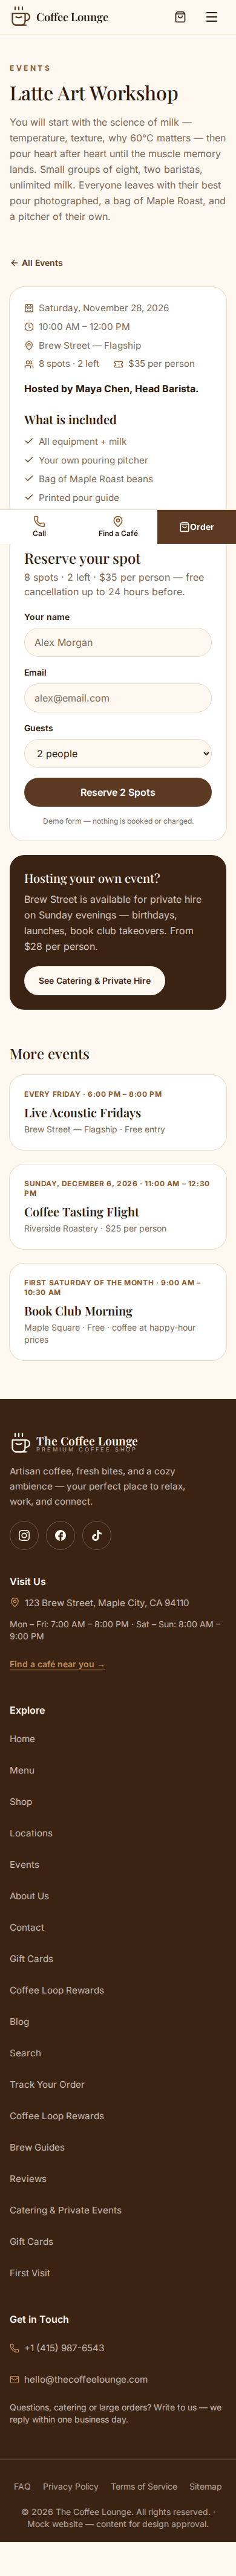 Coffee Lounge
EVENTS
Latte Art Workshop
You will start with the science of milk —
temperature, texture, why 60°C matters — then
pour heart after heart until the muscle memory
lands. Small groups of eight, two baristas,
unlimited milk. Everyone leaves with their best
pour photographed, a bag of Maple Roast, and
a pitcher of their own.
← All Events
Saturday, November 28, 2026
10:00 AM – 12:00 PM
Brew Street — Flagship
8 spots · 2 left $35 per person
Hosted by Maya Chen, Head Barista.
What is included
All equipment + milk
Your own pouring pitcher
Bag of Maple Roast beans
Printed pour guide
Call
Find a Café
Order
Reserve your spot
8 spots · 2 left · $35 per person — free
cancellation up to 24 hours before.
Your name
Alex Morgan
Email
alex@email.com
Guests
2 people
Reserve 2 Spots
Demo form — nothing is booked or charged.
Hosting your own event?
Brew Street is available for private hire
on Sunday evenings — birthdays,
launches, book club takeovers. From
$28 per person.
See Catering & Private Hire
More events
EVERY FRIDAY · 6:00 PM – 8:00 PM
Live Acoustic Fridays
Brew Street — Flagship · Free entry
SUNDAY, DECEMBER 6, 2026 · 11:00 AM – 12:30
PM
Coffee Tasting Flight
Riverside Roastery · $25 per person
FIRST SATURDAY OF THE MONTH · 9:00 AM –
10:30 AM
Book Club Morning
Maple Square · Free · coffee at happy-hour
prices
The Coffee Lounge
PREMIUM COFFEE SHOP
Artisan coffee, fresh bites, and a cozy
ambience — your perfect place to relax,
work, and connect.
Visit Us
123 Brew Street, Maple City, CA 94110
Mon – Fri: 7:00 AM – 8:00 PM · Sat – Sun: 8:00 AM –
9:00 PM
Find a café near you →
Explore
Home
Menu
Shop
Locations
Events
About Us
Contact
Gift Cards
Coffee Loop Rewards
Blog
Search
Track Your Order
Coffee Loop Rewards
Brew Guides
Reviews
Catering & Private Events
Gift Cards
First Visit
Get in Touch
+1 (415) 987-6543
hello@thecoffeelounge.com
Questions, catering or large orders? Write to us — we
reply within one business day.
FAQ Privacy Policy Terms of Service Sitemap
© 2026 The Coffee Lounge. All rights reserved. ·
Mock website — content for design approval.